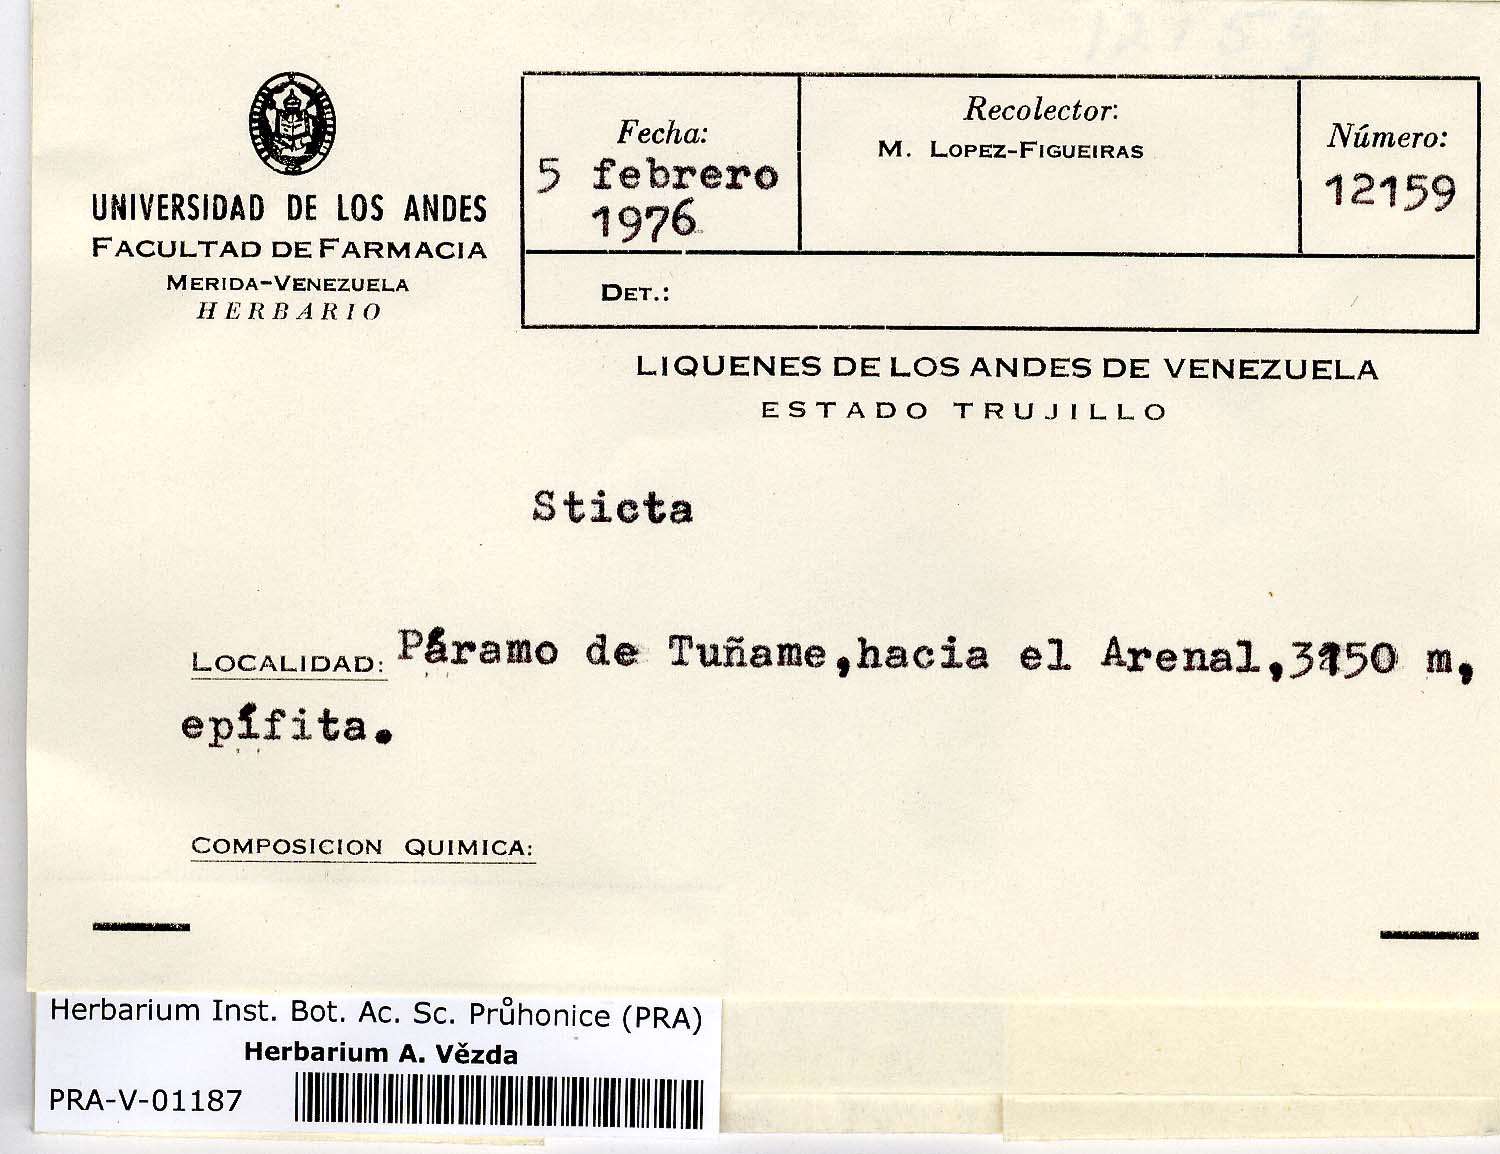 UNIVERSIDAD DE LOS ANDES
FACULTAD DE FARMACIA
MERIDA-VENEZUELA
HERBARIO
Fecha:
5 febrero
1976
Recolector:
M. LOPEZ-FIGUEIRAS
Número:
12159
DET.:
LIQUENES DE LOS ANDES DE VENEZUELA
ESTADO TRUJILLO
Sticta
LOCALIDAD: Páramo de Tuñame,hacia el Arenal,3150 m,
epífita.
COMPOSICION QUIMICA:
Herbarium Inst. Bot. Ac. Sc. Průhonice (PRA)
Herbarium A. Vězda
PRA-V-01187